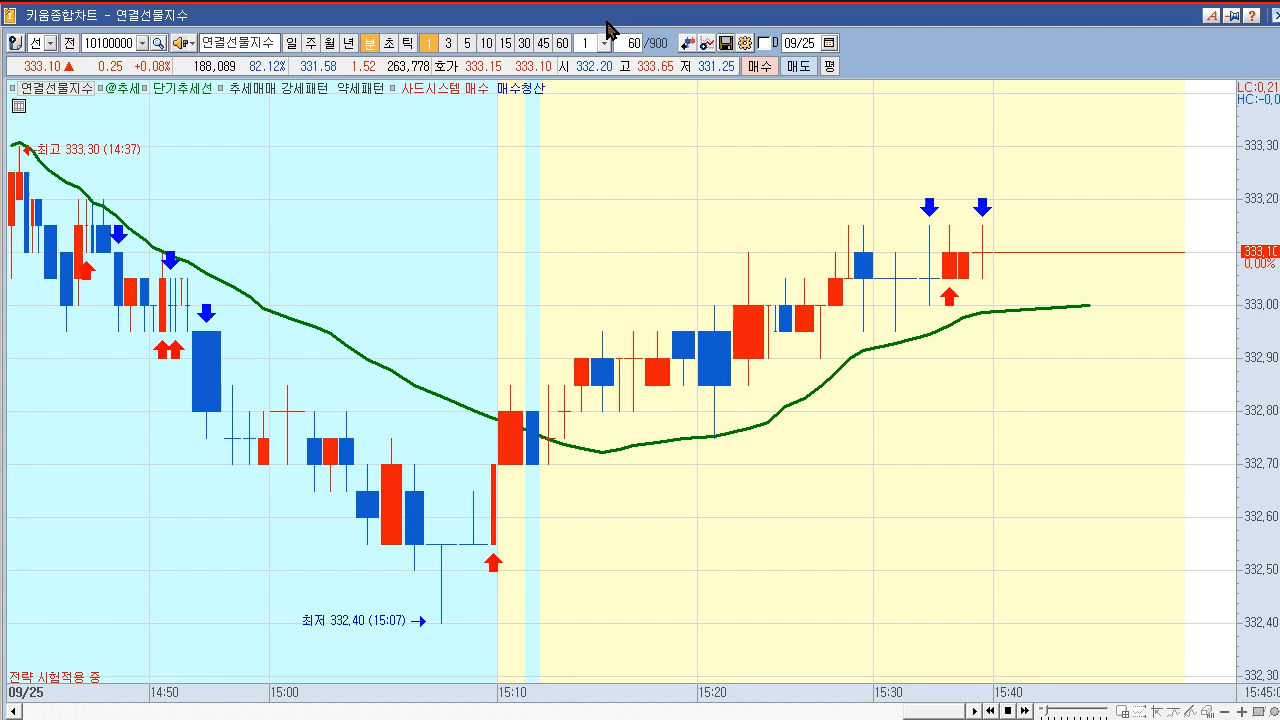 키움종합차트 - 연결선물지수
선 전 10100000 연결선물지수 일 주 월 년 분 초 틱 1 3 5 10 15 30 45 60 1 60 /900 D 09/25
333.10 ▲ 0.25 +0.08% 188,089 82.12% 331.58 1.52 263,778 호가 333.15 333.10 시 332.20 고 333.65 저 331.25 매수 매도 평
연결선물지수 @추세 단기추세선 추세매매 강세패턴 약세패턴 사드시스템 매수 매수청산
LC:0,21
HC:-0,0
최고 333,30 (14:37)
333,30
333,20
333,10
0,00%
333,00
332,90
332,80
332,70
332,60
332,50
최저 332,40 (15:07)
332,40
332,30
전략 시험적용 중
09/25 14:50 15:00 15:10 15:20 15:30 15:40 15:45:0